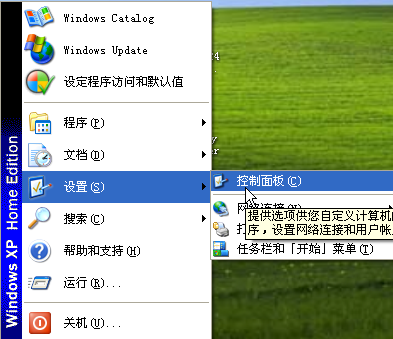 Windows Catalog
Windows Update
设定程序访问和默认值
程序(P)
文档(D)
设置(S)
搜索(C)
帮助和支持(H)
运行(R)...
关机(U)...
Windows XP Home Edition
控制面板(C)
网络连接(N)
提供选项供您自定义计算机的
序，设置网络连接和用户帐
任务栏和「开始」菜单(T)